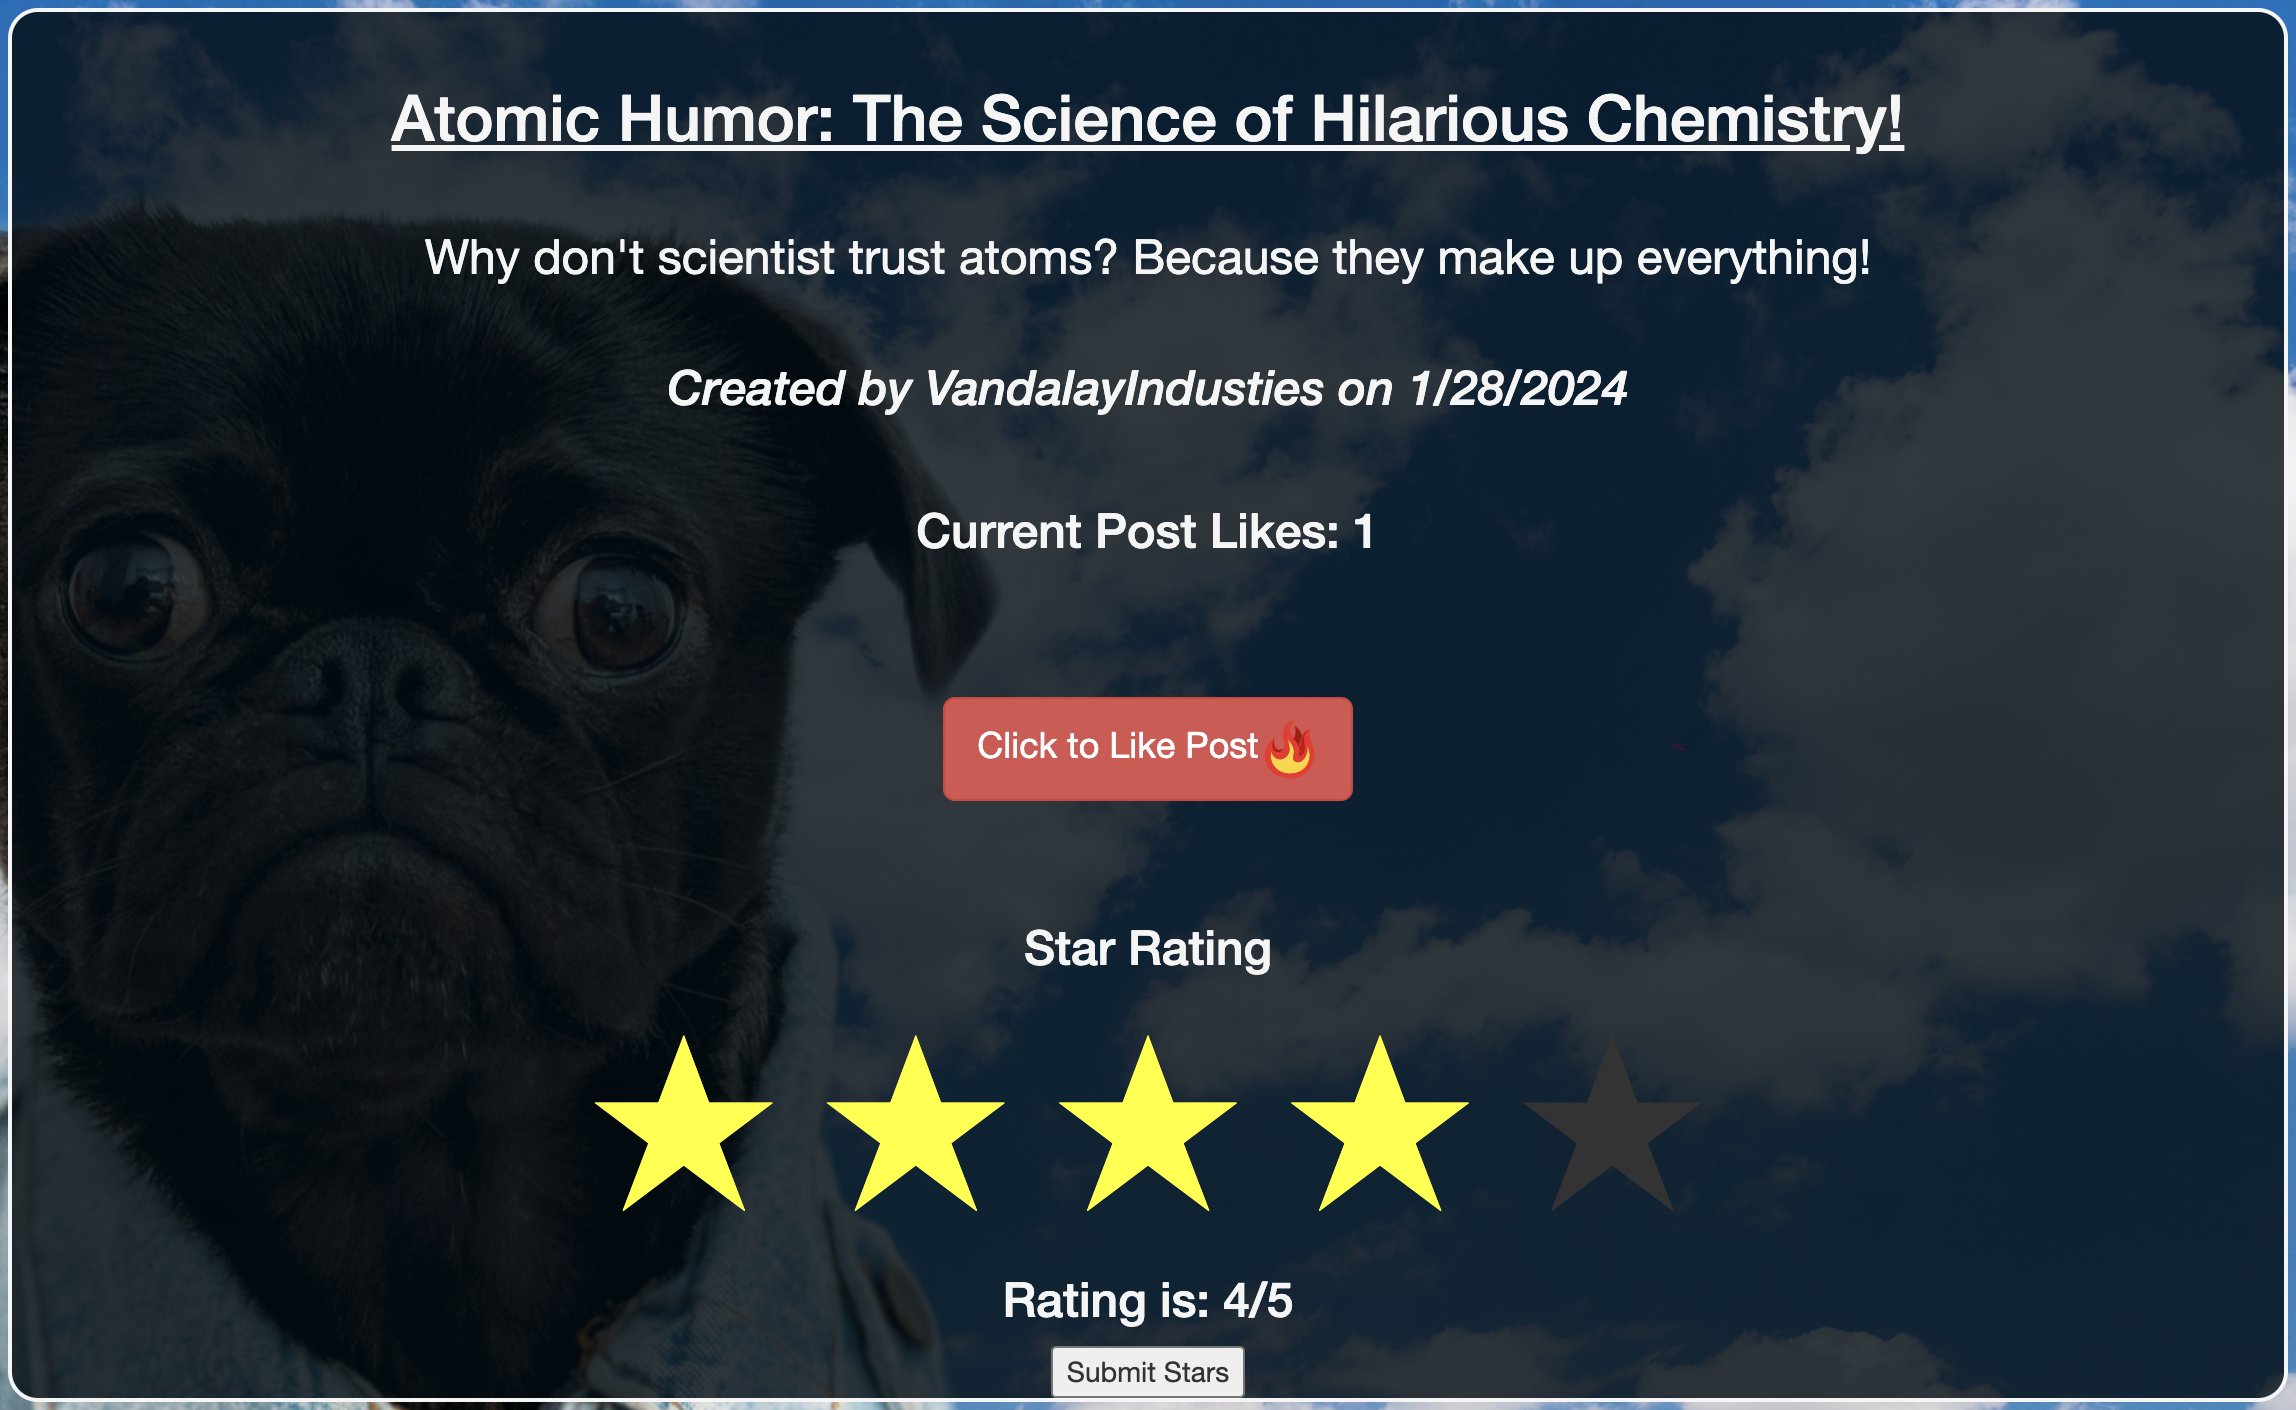 Atomic Humor: The Science of Hilarious Chemistry!
Why don't scientist trust atoms? Because they make up everything!
Created by VandalayIndusties on 1/28/2024
Current Post Likes: 1
Click to Like Post🔥
Star Rating
Rating is: 4/5
Submit Stars